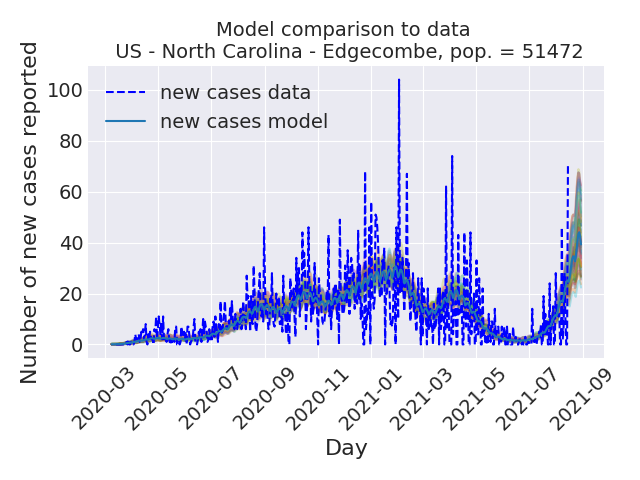 Model comparison to data
US - North Carolina - Edgecombe, pop. = 51472
Number of new cases reported
100
80
60
40
20
0
new cases data
new cases model
2020-03
2020-05
2020-07
2020-09
2020-11
2021-01
2021-03
2021-05
2021-07
2021-09
Day